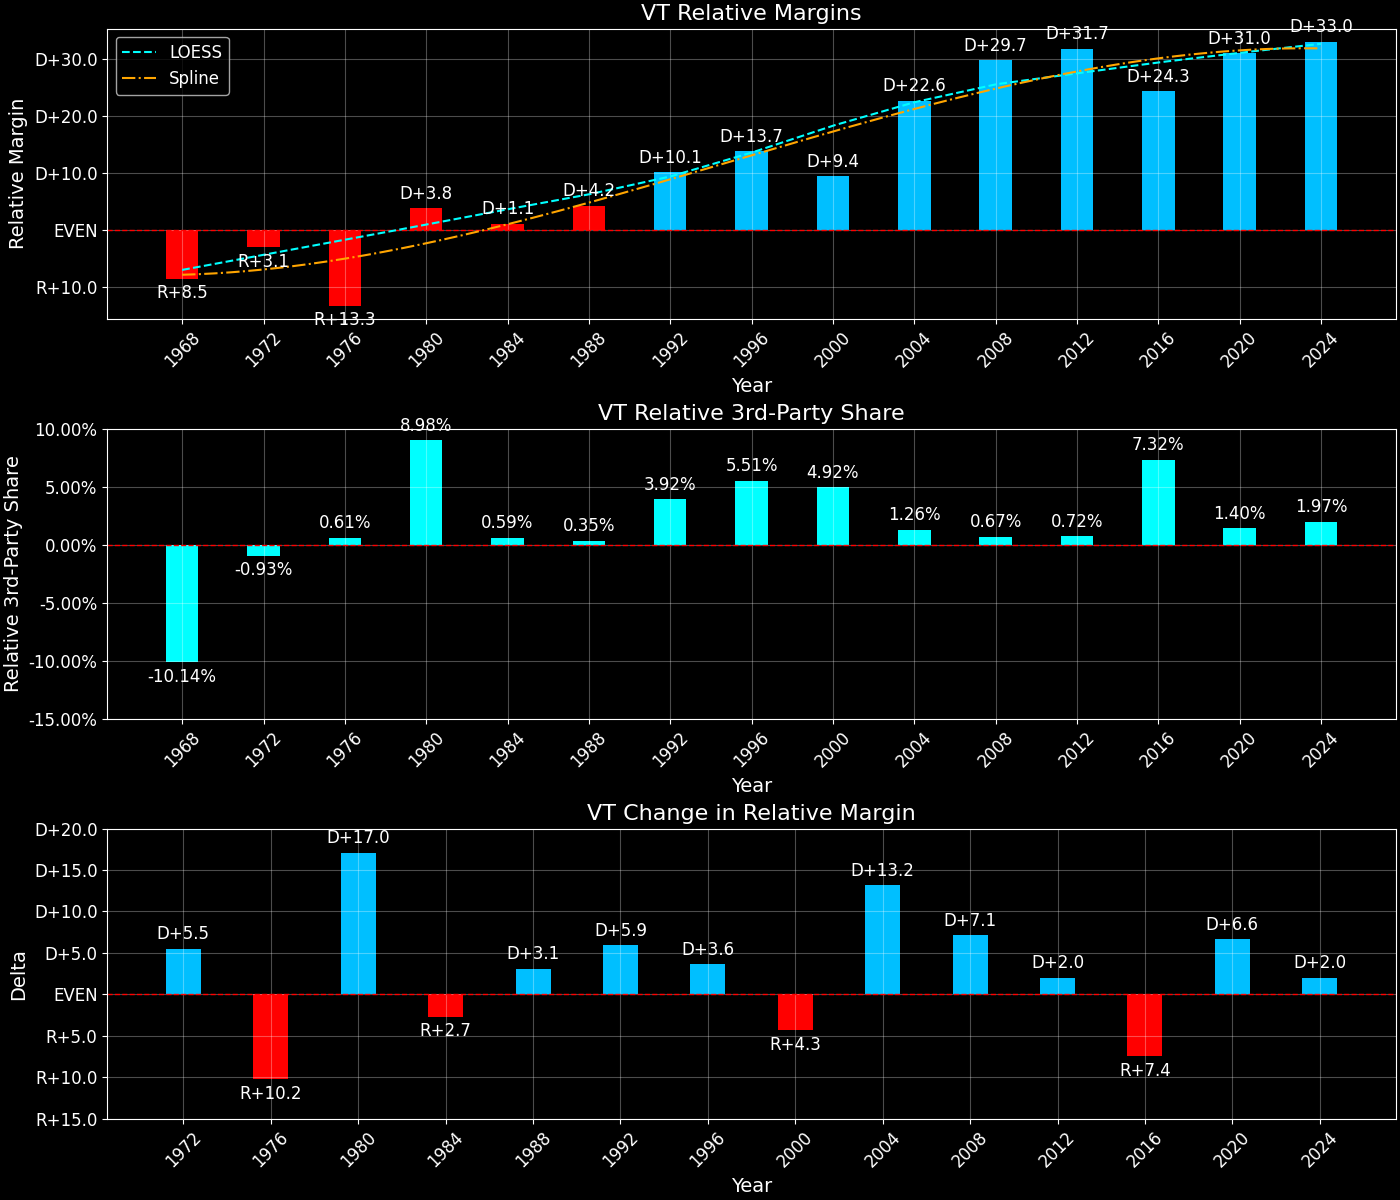 VT Relative Margins
LOESS
Spline
Relative Margin
D+30.0
D+20.0
D+10.0
EVEN
R+10.0
R+8.5
R+3.1
R+13.3
D+3.8
D+1.1
D+4.2
D+10.1
D+13.7
D+9.4
D+22.6
D+29.7
D+31.7
D+24.3
D+31.0
D+33.0
1968 1972 1976 1980 1984 1988 1992 1996 2000 2004 2008 2012 2016 2020 2024
Year
VT Relative 3rd-Party Share
Relative 3rd-Party Share
10.00%
5.00%
0.00%
-5.00%
-10.00%
-15.00%
-10.14%
-0.93%
0.61%
8.98%
0.59%
0.35%
3.92%
5.51%
4.92%
1.26%
0.67%
0.72%
7.32%
1.40%
1.97%
1968 1972 1976 1980 1984 1988 1992 1996 2000 2004 2008 2012 2016 2020 2024
Year
VT Change in Relative Margin
Delta
D+20.0
D+15.0
D+10.0
D+5.0
EVEN
R+5.0
R+10.0
R+15.0
D+5.5
R+10.2
D+17.0
R+2.7
D+3.1
D+5.9
D+3.6
R+4.3
D+13.2
D+7.1
D+2.0
R+7.4
D+6.6
D+2.0
1972 1976 1980 1984 1988 1992 1996 2000 2004 2008 2012 2016 2020 2024
Year